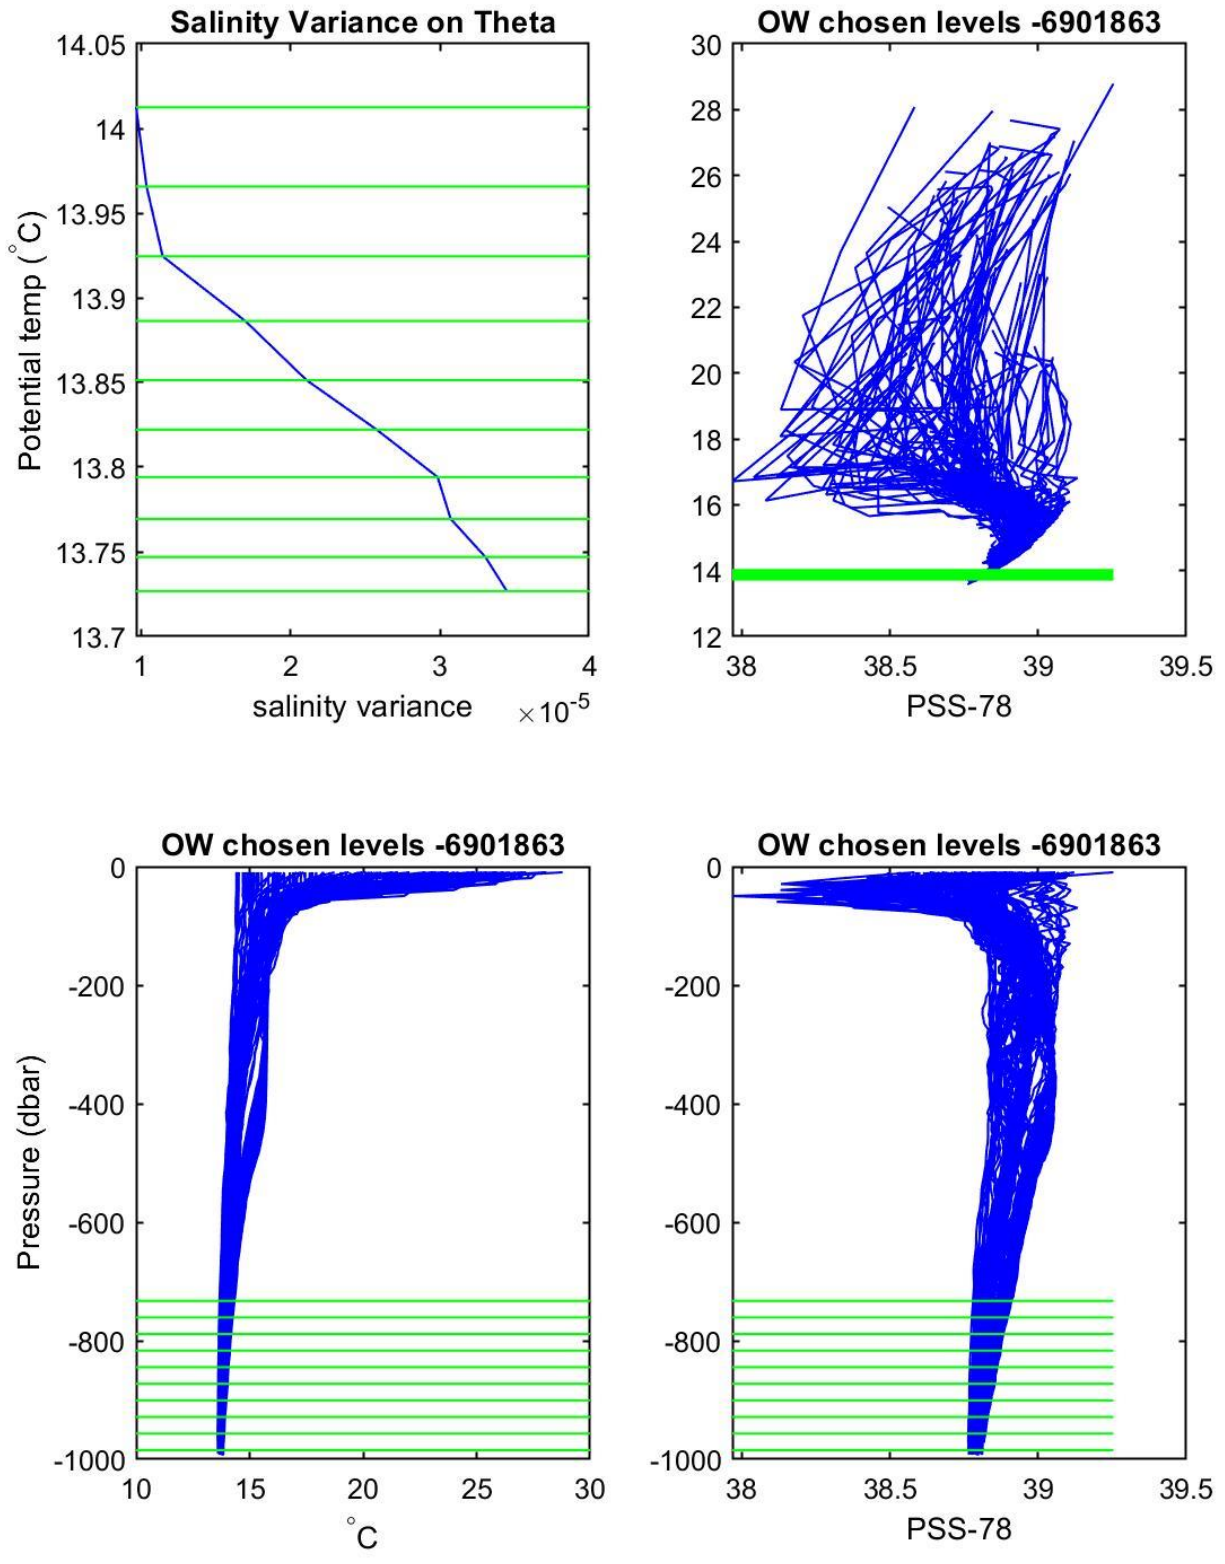 Salinity Variance on Theta
14.05
14
13.95
13.9
13.85
13.8
13.75
13.7
Potential temp (°C)
1 2 3 4
salinity variance ×10-5
OW chosen levels -6901863
30
28
26
24
22
20
18
16
14
12
38 38.5 39 39.5
PSS-78
OW chosen levels -6901863
0
-200
-400
-600
-800
-1000
Pressure (dbar)
10 15 20 25 30
°C
OW chosen levels -6901863
0
-200
-400
-600
-800
-1000
38 38.5 39 39.5
PSS-78